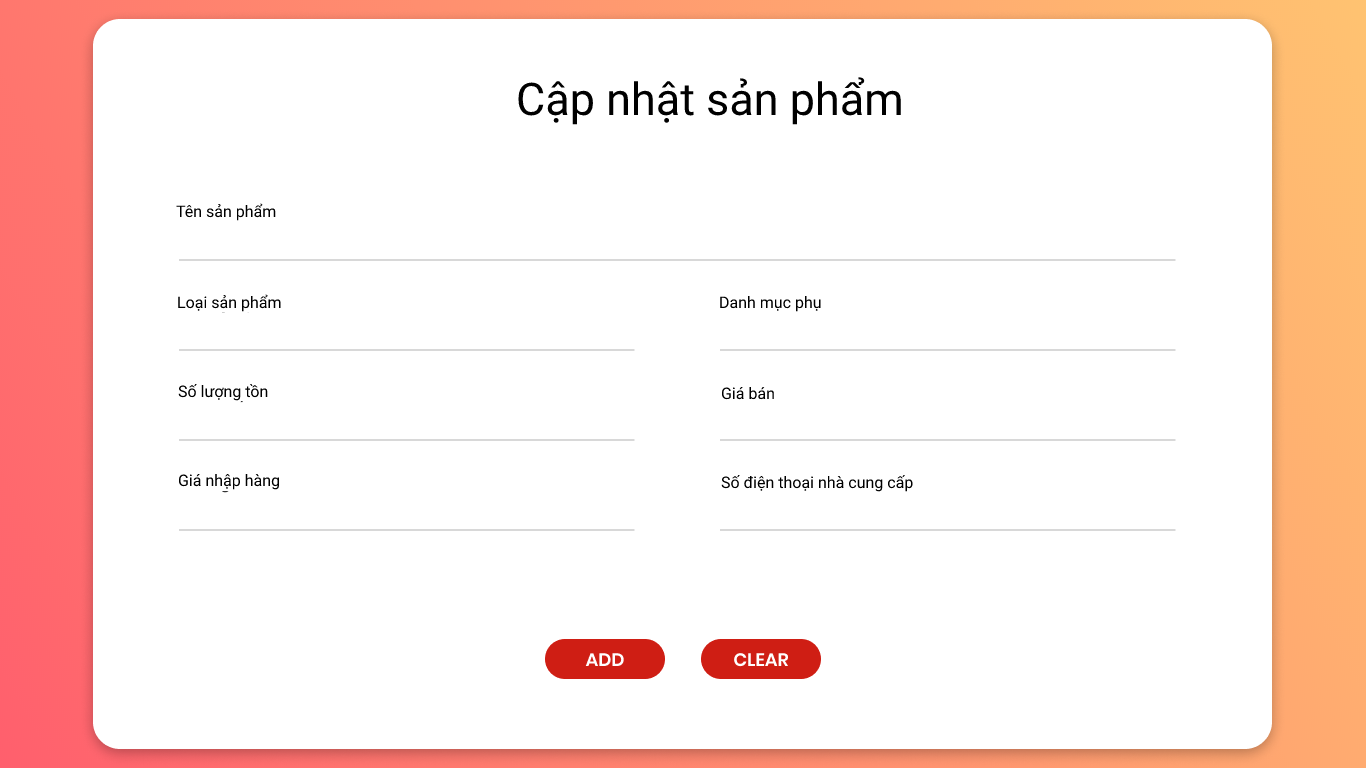 Cập nhật sản phẩm
Tên sản phẩm
Loại sản phẩm
Danh mục phụ
Số lượng tồn
Giá bán
Giá nhập hàng
Số điện thoại nhà cung cấp
ADD
CLEAR